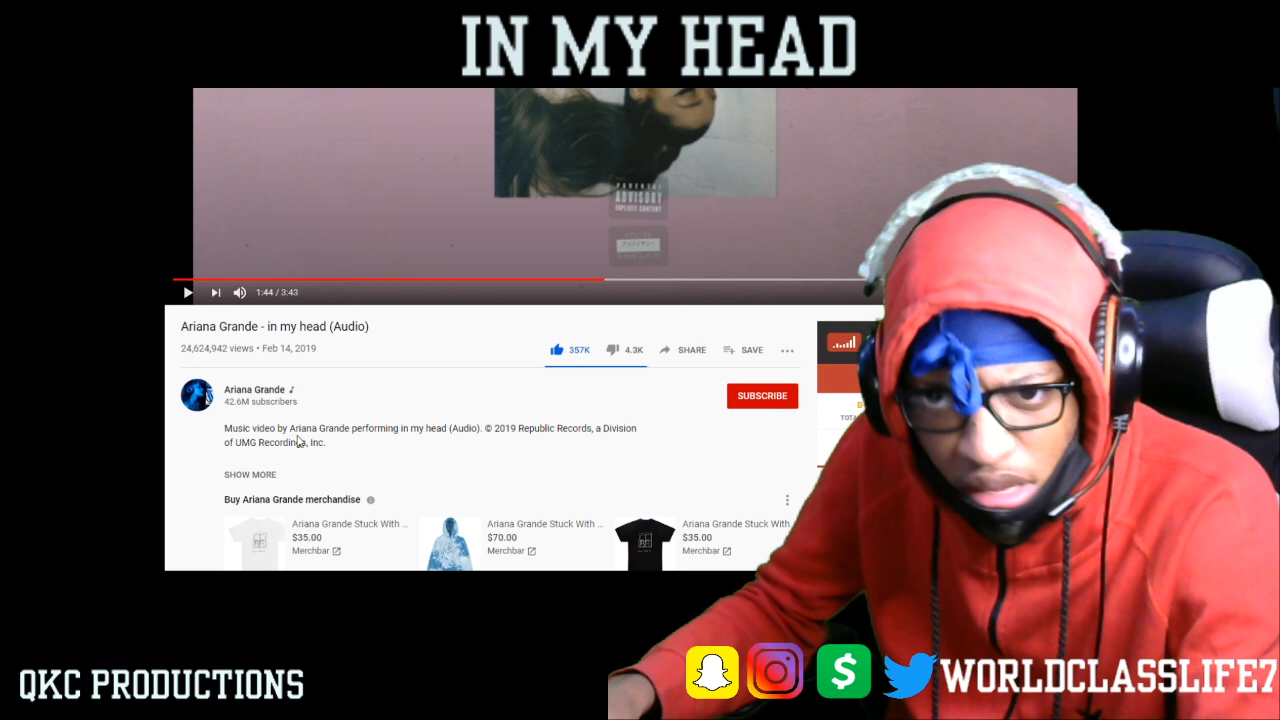 IN MY HEAD
PARENTAL
ADVISORY
EXPLICIT CONTENT
1:44 / 3:43
Ariana Grande - in my head (Audio)
24,624,942 views • Feb 14, 2019
357K
4.3K
SHARE
SAVE
Ariana Grande
42.6M subscribers
SUBSCRIBE
Music video by Ariana Grande performing in my head (Audio). © 2019 Republic Records, a Division
of UMG Recordings, Inc.
SHOW MORE
Buy Ariana Grande merchandise
Ariana Grande Stuck With ...
$35.00
Merchbar
Ariana Grande Stuck With ...
$70.00
Merchbar
Ariana Grande Stuck With
$35.00
Merchbar
QKC PRODUCTIONS
$
WORLDCLASSLIFE7